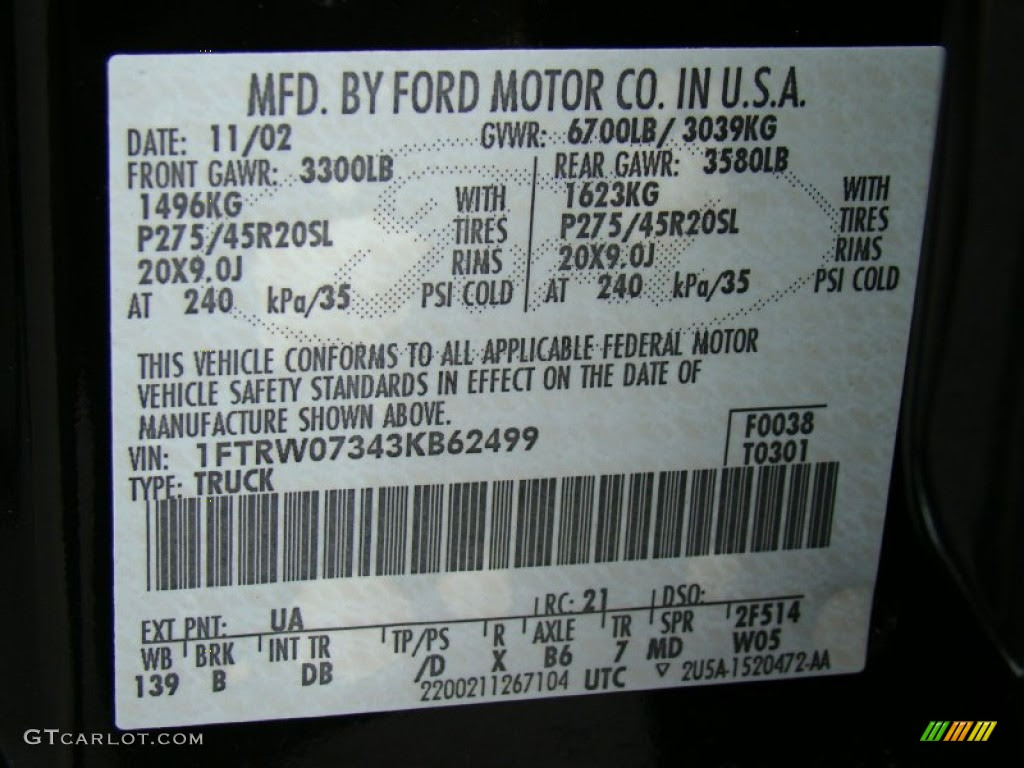 MFD. BY FORD MOTOR CO. IN U.S.A.
DATE: 11/02 GVWR: 6700LB/ 3039KG
FRONT GAWR: 3300LB REAR GAWR: 3580LB
1496KG WITH 1623KG WITH
P275/45R20SL TIRES P275/45R20SL TIRES
20X9.0J RIMS 20X9.0J RIMS
AT 240 kPa/35 PSI COLD AT 240 kPa/35 PSI COLD
THIS VEHICLE CONFORMS TO ALL APPLICABLE FEDERAL MOTOR
VEHICLE SAFETY STANDARDS IN EFFECT ON THE DATE OF
MANUFACTURE SHOWN ABOVE.
VIN: 1FTRW07343KB62499 F0038
TYPE: TRUCK T0301
EXT PNT: UA RC: 21 DSO:
WB BRK INT TR TP/PS R AXLE TR SPR 2F514
139 B DB /D X B6 7 MD W05
2200211267104 UTC ▽ 2U5A-1520472-AA
GTCARLOT.COM